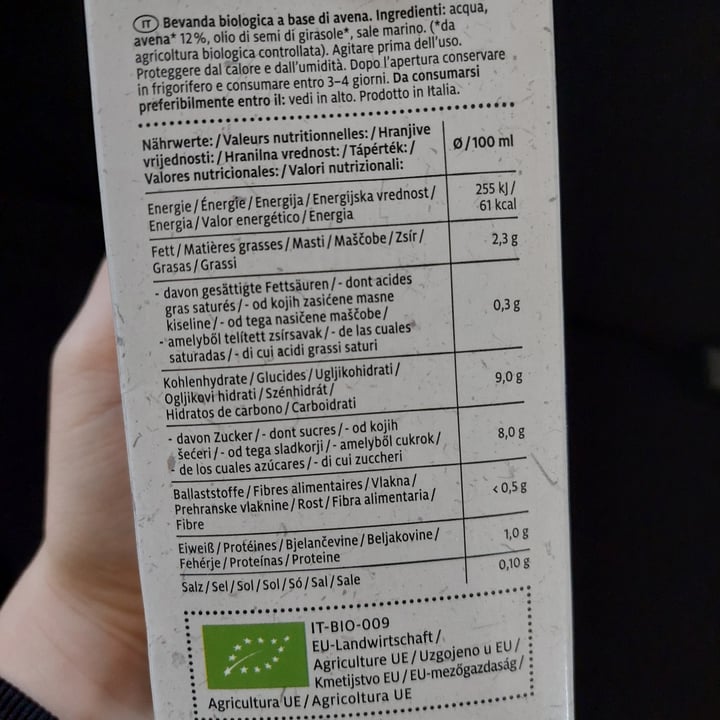 IT Bevanda biologica a base di avena. Ingredienti: acqua,
avena* 12%, olio di semi di girasole*, sale marino. (*da
agricoltura biologica controllata). Agitare prima dell'uso.
Proteggere dal calore e dall'umidità. Dopo l'apertura conservare
in frigorifero e consumare entro 3–4 giorni. Da consumarsi
preferibilmente entro il: vedi in alto. Prodotto in Italia.
Nährwerte: / Valeurs nutritionnelles: / Hranjive
vrijednosti: / Hranilna vrednost: / Tápérték: /
Valores nutricionales: / Valori nutrizionali:
Ø / 100 ml
Energie / Énergie / Energija / Energijska vrednost /
Energia / Valor energético / Energia
255 kJ /
61 kcal
Fett / Matières grasses / Masti / Maščobe / Zsír /
Grasas / Grassi
2,3 g
- davon gesättigte Fettsäuren / - dont acides
gras saturés / - od kojih zasićene masne
kiseline / - od tega nasičene maščobe /
- amelyből telített zsírsavak / - de las cuales
saturadas / - di cui acidi grassi saturi
0,3 g
Kohlenhydrate / Glucides / Ugljikohidrati /
Ogljikovi hidrati / Szénhidrát /
Hidratos de carbono / Carboidrati
9,0 g
- davon Zucker / - dont sucres / - od kojih
šećeri / - od tega sladkorji / - amelyből cukrok /
- de los cuales azúcares / - di cui zuccheri
8,0 g
Ballaststoffe / Fibres alimentaires / Vlakna /
Prehranske vlaknine / Rost / Fibra alimentaria /
Fibre
< 0,5 g
Eiweiß / Protéines / Bjelančevine / Beljakovine /
Fehérje / Proteínas / Proteine
1,0 g
Salz / Sel / Sol / Sol / Só / Sal / Sale
0,10 g
IT-BIO-009
EU-Landwirtschaft /
Agriculture UE / Uzgojeno u EU /
Kmetijstvo EU / EU-mezőgazdaság /
Agricultura UE / Agricoltura UE